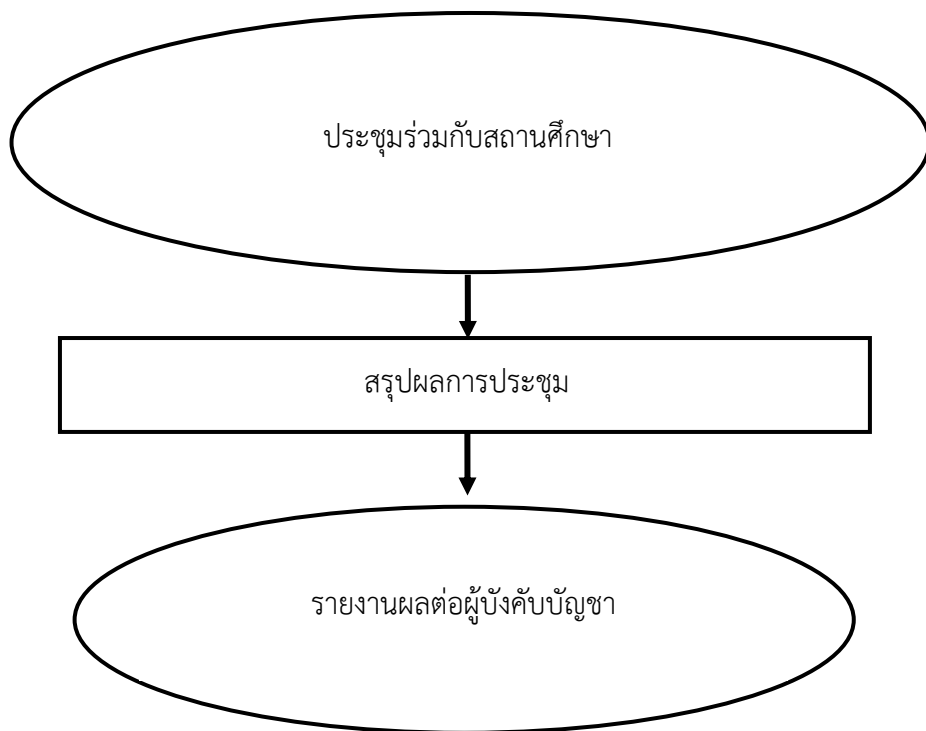 ประชุมร่วมกับสถานศึกษา
สรุปผลการประชุม
รายงานผลต่อผู้บังคับบัญชา